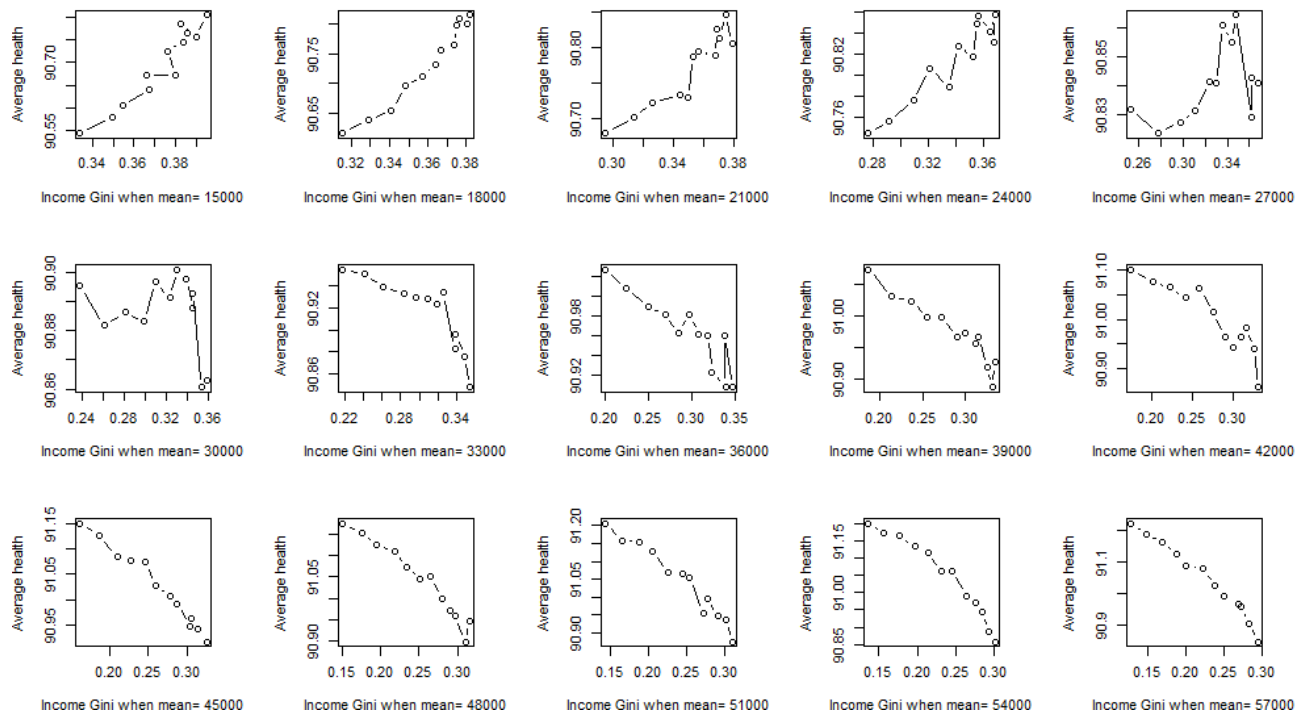 Average health
90.70
90.55
0.34 0.36 0.38
Income Gini when mean= 15000
Average health
90.75
90.65
0.32 0.34 0.36 0.38
Income Gini when mean= 18000
Average health
90.80
90.70
0.30 0.34 0.38
Income Gini when mean= 21000
Average health
90.82
90.76
0.28 0.32 0.36
Income Gini when mean= 24000
Average health
90.85
90.83
0.26 0.30 0.34
Income Gini when mean= 27000
Average health
90.90
90.88
90.86
0.24 0.28 0.32 0.36
Income Gini when mean= 30000
Average health
90.92
90.86
0.22 0.28 0.34
Income Gini when mean= 33000
Average health
90.98
90.92
0.20 0.25 0.30 0.35
Income Gini when mean= 36000
Average health
91.00
90.90
0.20 0.30
Income Gini when mean= 39000
Average health
91.10
91.00
90.90
0.20 0.30
Income Gini when mean= 42000
Average health
91.15
91.05
90.95
0.20 0.25 0.30
Income Gini when mean= 45000
Average health
91.05
90.90
0.15 0.20 0.25 0.30
Income Gini when mean= 48000
Average health
91.20
91.05
90.90
0.15 0.20 0.25 0.30
Income Gini when mean= 51000
Average health
91.15
91.00
90.85
0.15 0.20 0.25 0.30
Income Gini when mean= 54000
Average health
91.1
90.9
0.15 0.20 0.25 0.30
Income Gini when mean= 57000